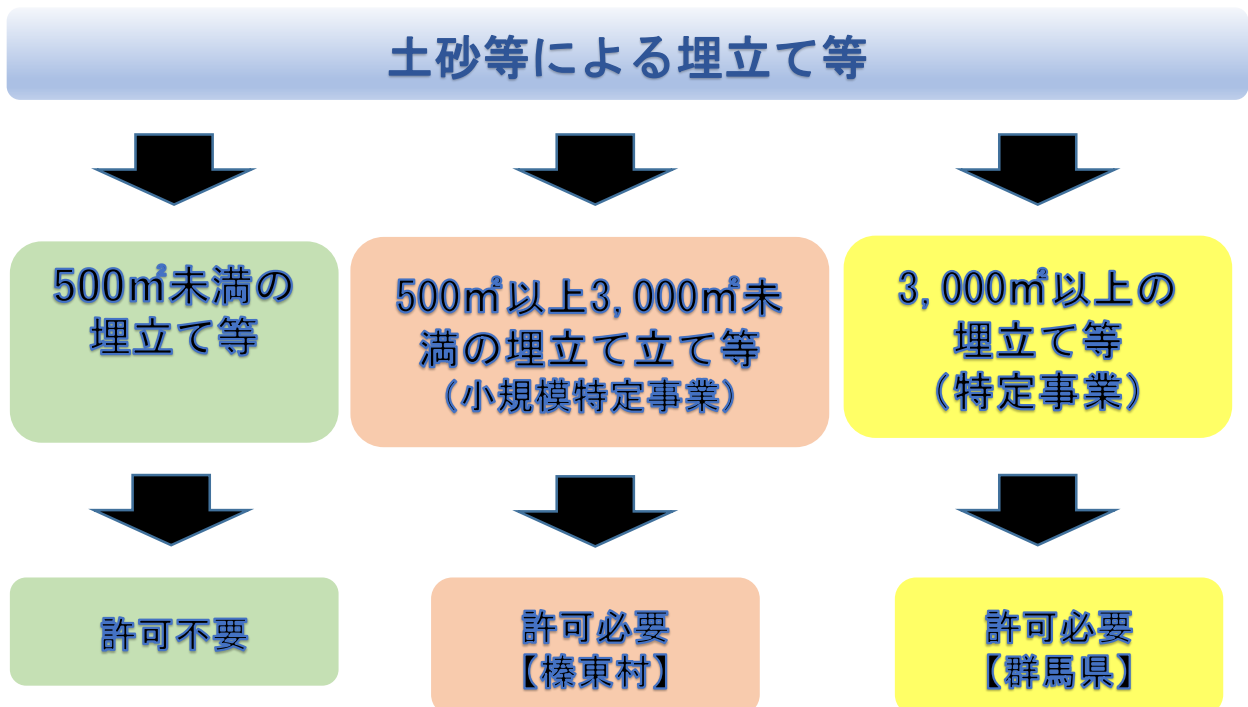 土砂等による埋立て等
500㎡未満の
埋立て等
500㎡以上3,000㎡未
満の埋立て立て等
（小規模特定事業）
3,000㎡以上の
埋立て等
（特定事業）
許可不要
許可必要
【榛東村】
許可必要
【群馬県】